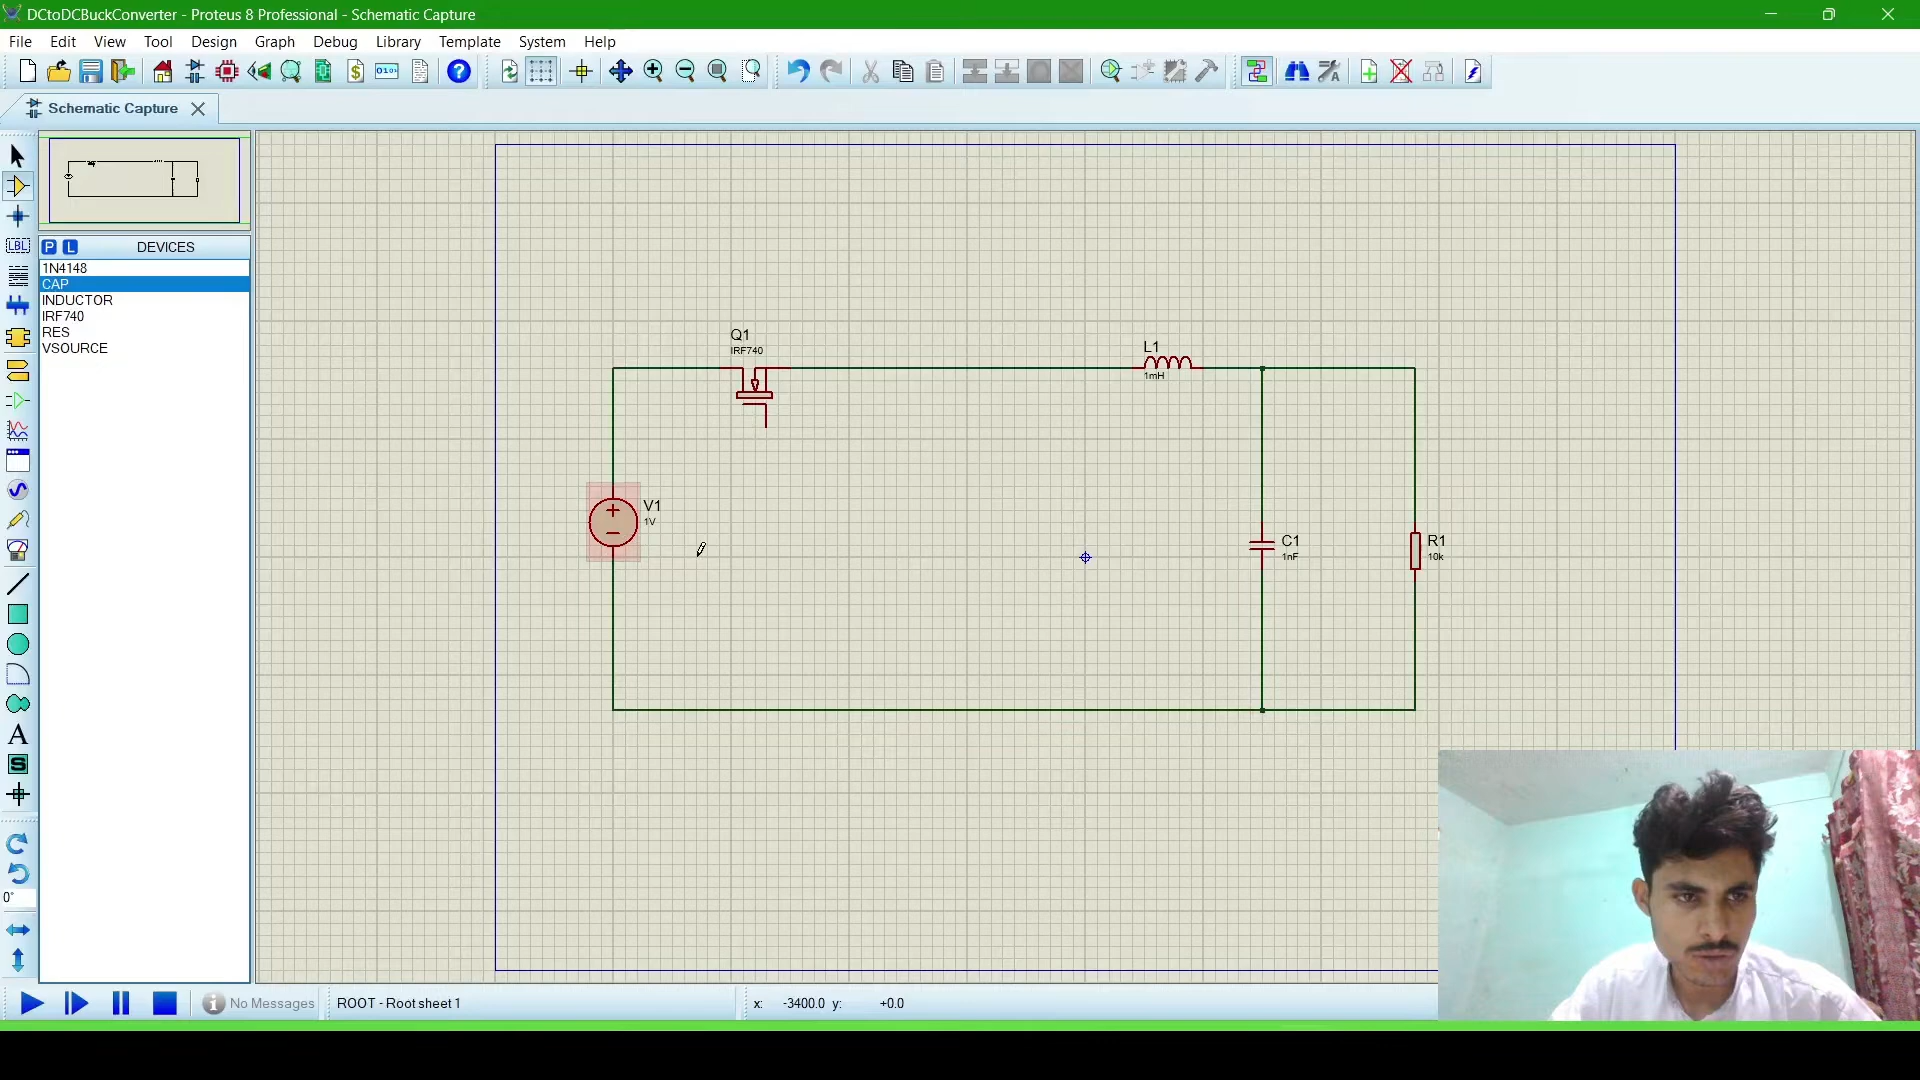 DCtoDCBuckConverter - Proteus 8 Professional - Schematic Capture
File Edit View Tool Design Graph Debug Library Template System Help
Schematic Capture
P L DEVICES
1N4148
CAP
INDUCTOR
IRF740
RES
VSOURCE
LBL
A
S
0°
Q1
IRF740
L1
1mH
V1
1V
C1
1nF
R1
10k
No Messages
ROOT - Root sheet 1
x: -3400.0 y: +0.0